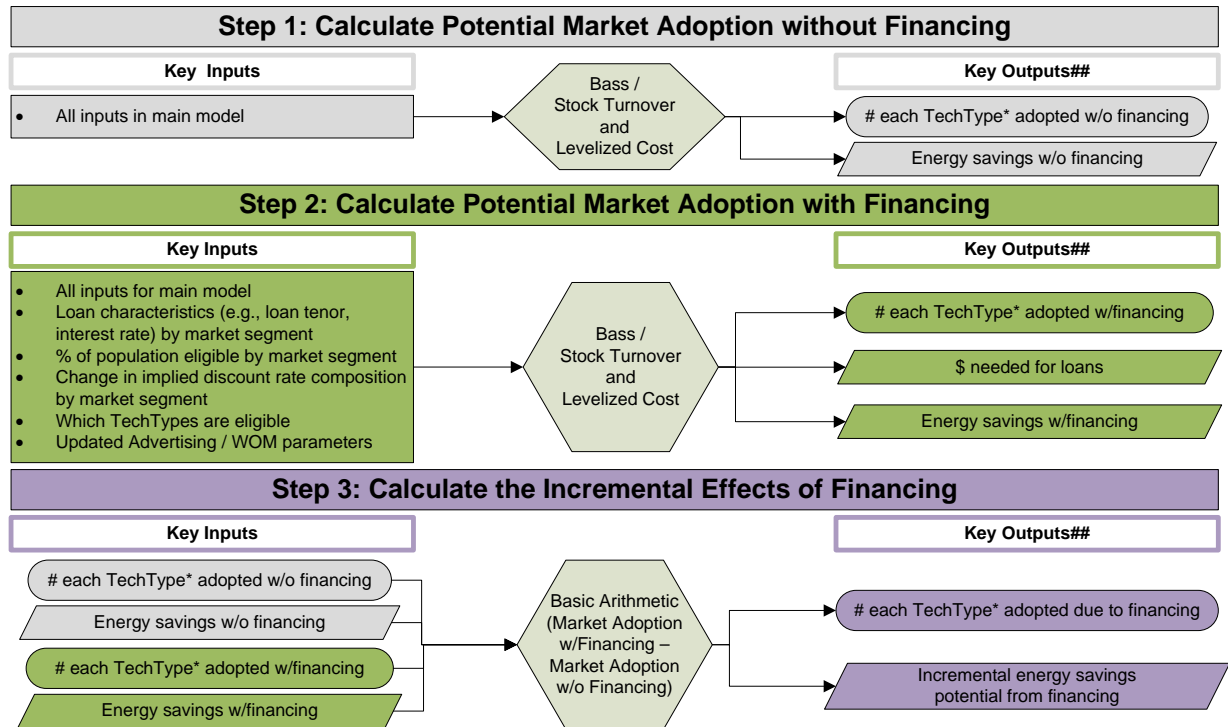 Step 1: Calculate Potential Market Adoption without Financing
Key Inputs
• All inputs in main model
Bass /
Stock Turnover
and
Levelized Cost
Key Outputs##
# each TechType* adopted w/o financing
Energy savings w/o financing
Step 2: Calculate Potential Market Adoption with Financing
Key Inputs
• All inputs for main model
• Loan characteristics (e.g., loan tenor,
interest rate) by market segment
• % of population eligible by market segment
• Change in implied discount rate composition
by market segment
• Which TechTypes are eligible
• Updated Advertising / WOM parameters
Bass /
Stock Turnover
and
Levelized Cost
Key Outputs##
# each TechType* adopted w/financing
$ needed for loans
Energy savings w/financing
Step 3: Calculate the Incremental Effects of Financing
Key Inputs
# each TechType* adopted w/o financing
Energy savings w/o financing
# each TechType* adopted w/financing
Energy savings w/financing
Basic Arithmetic
(Market Adoption
w/Financing –
Market Adoption
w/o Financing)
Key Outputs##
# each TechType* adopted due to financing
Incremental energy savings
potential from financing